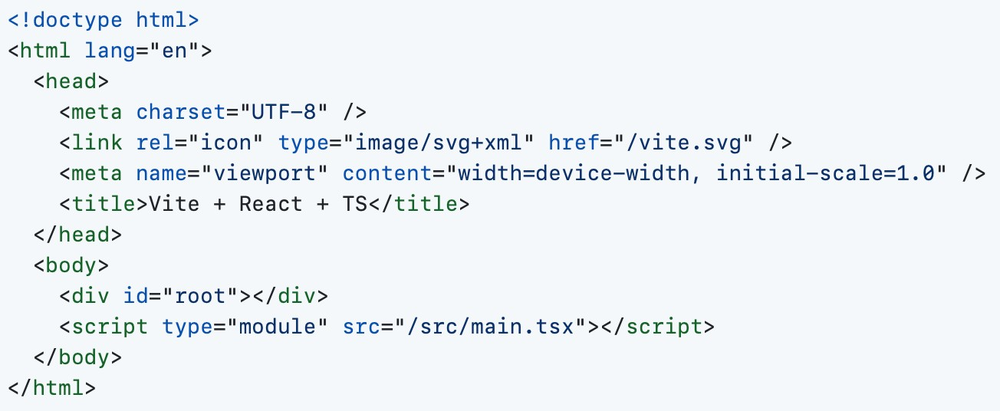 <!doctype html>
<html lang="en">
  <head>
    <meta charset="UTF-8" />
    <link rel="icon" type="image/svg+xml" href="/vite.svg" />
    <meta name="viewport" content="width=device-width, initial-scale=1.0" />
    <title>Vite + React + TS</title>
  </head>
  <body>
    <div id="root"></div>
    <script type="module" src="/src/main.tsx"></script>
  </body>
</html>